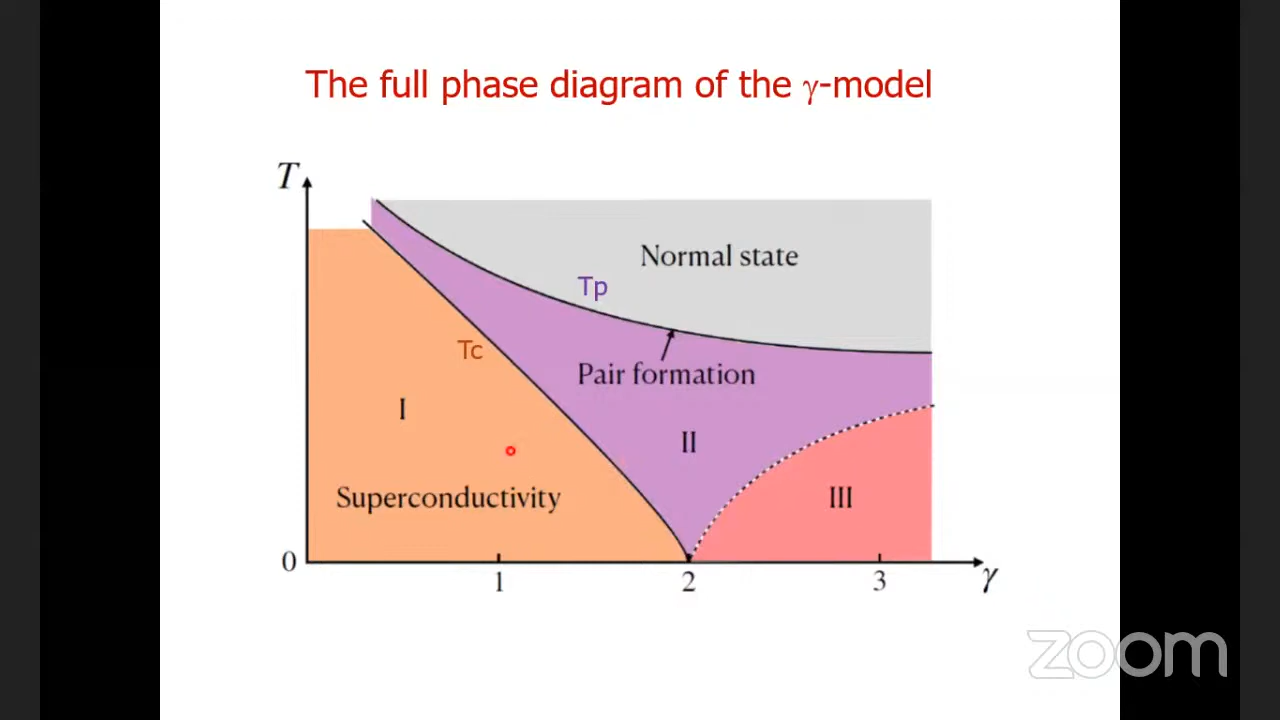 The full phase diagram of the γ-model
T
Normal state
Tp
Tc
Pair formation
I
II
Superconductivity
III
0
1
2
3
γ
zoom